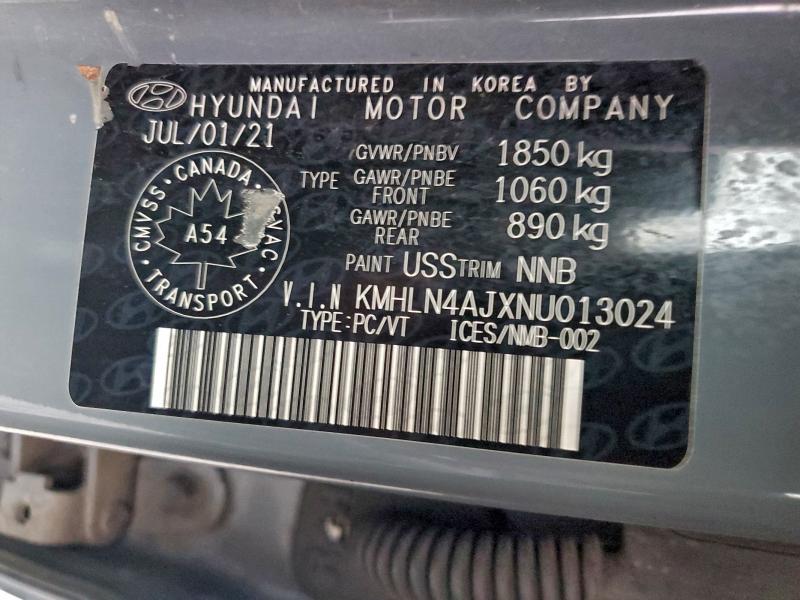 MANUFACTURED IN KOREA BY
HYUNDAI MOTOR COMPANY
JUL/01/21
GVWR/PNBV 1850 kg
TYPE GAWR/PNBE FRONT 1060 kg
GAWR/PNBE REAR 890 kg
CMVSS · CANADA
A54
TRANSPORT
PAINT USS TRIM NNB
V.I.N KMHLN4AJXNU013024
TYPE:PC/VT ICES/NMB-002